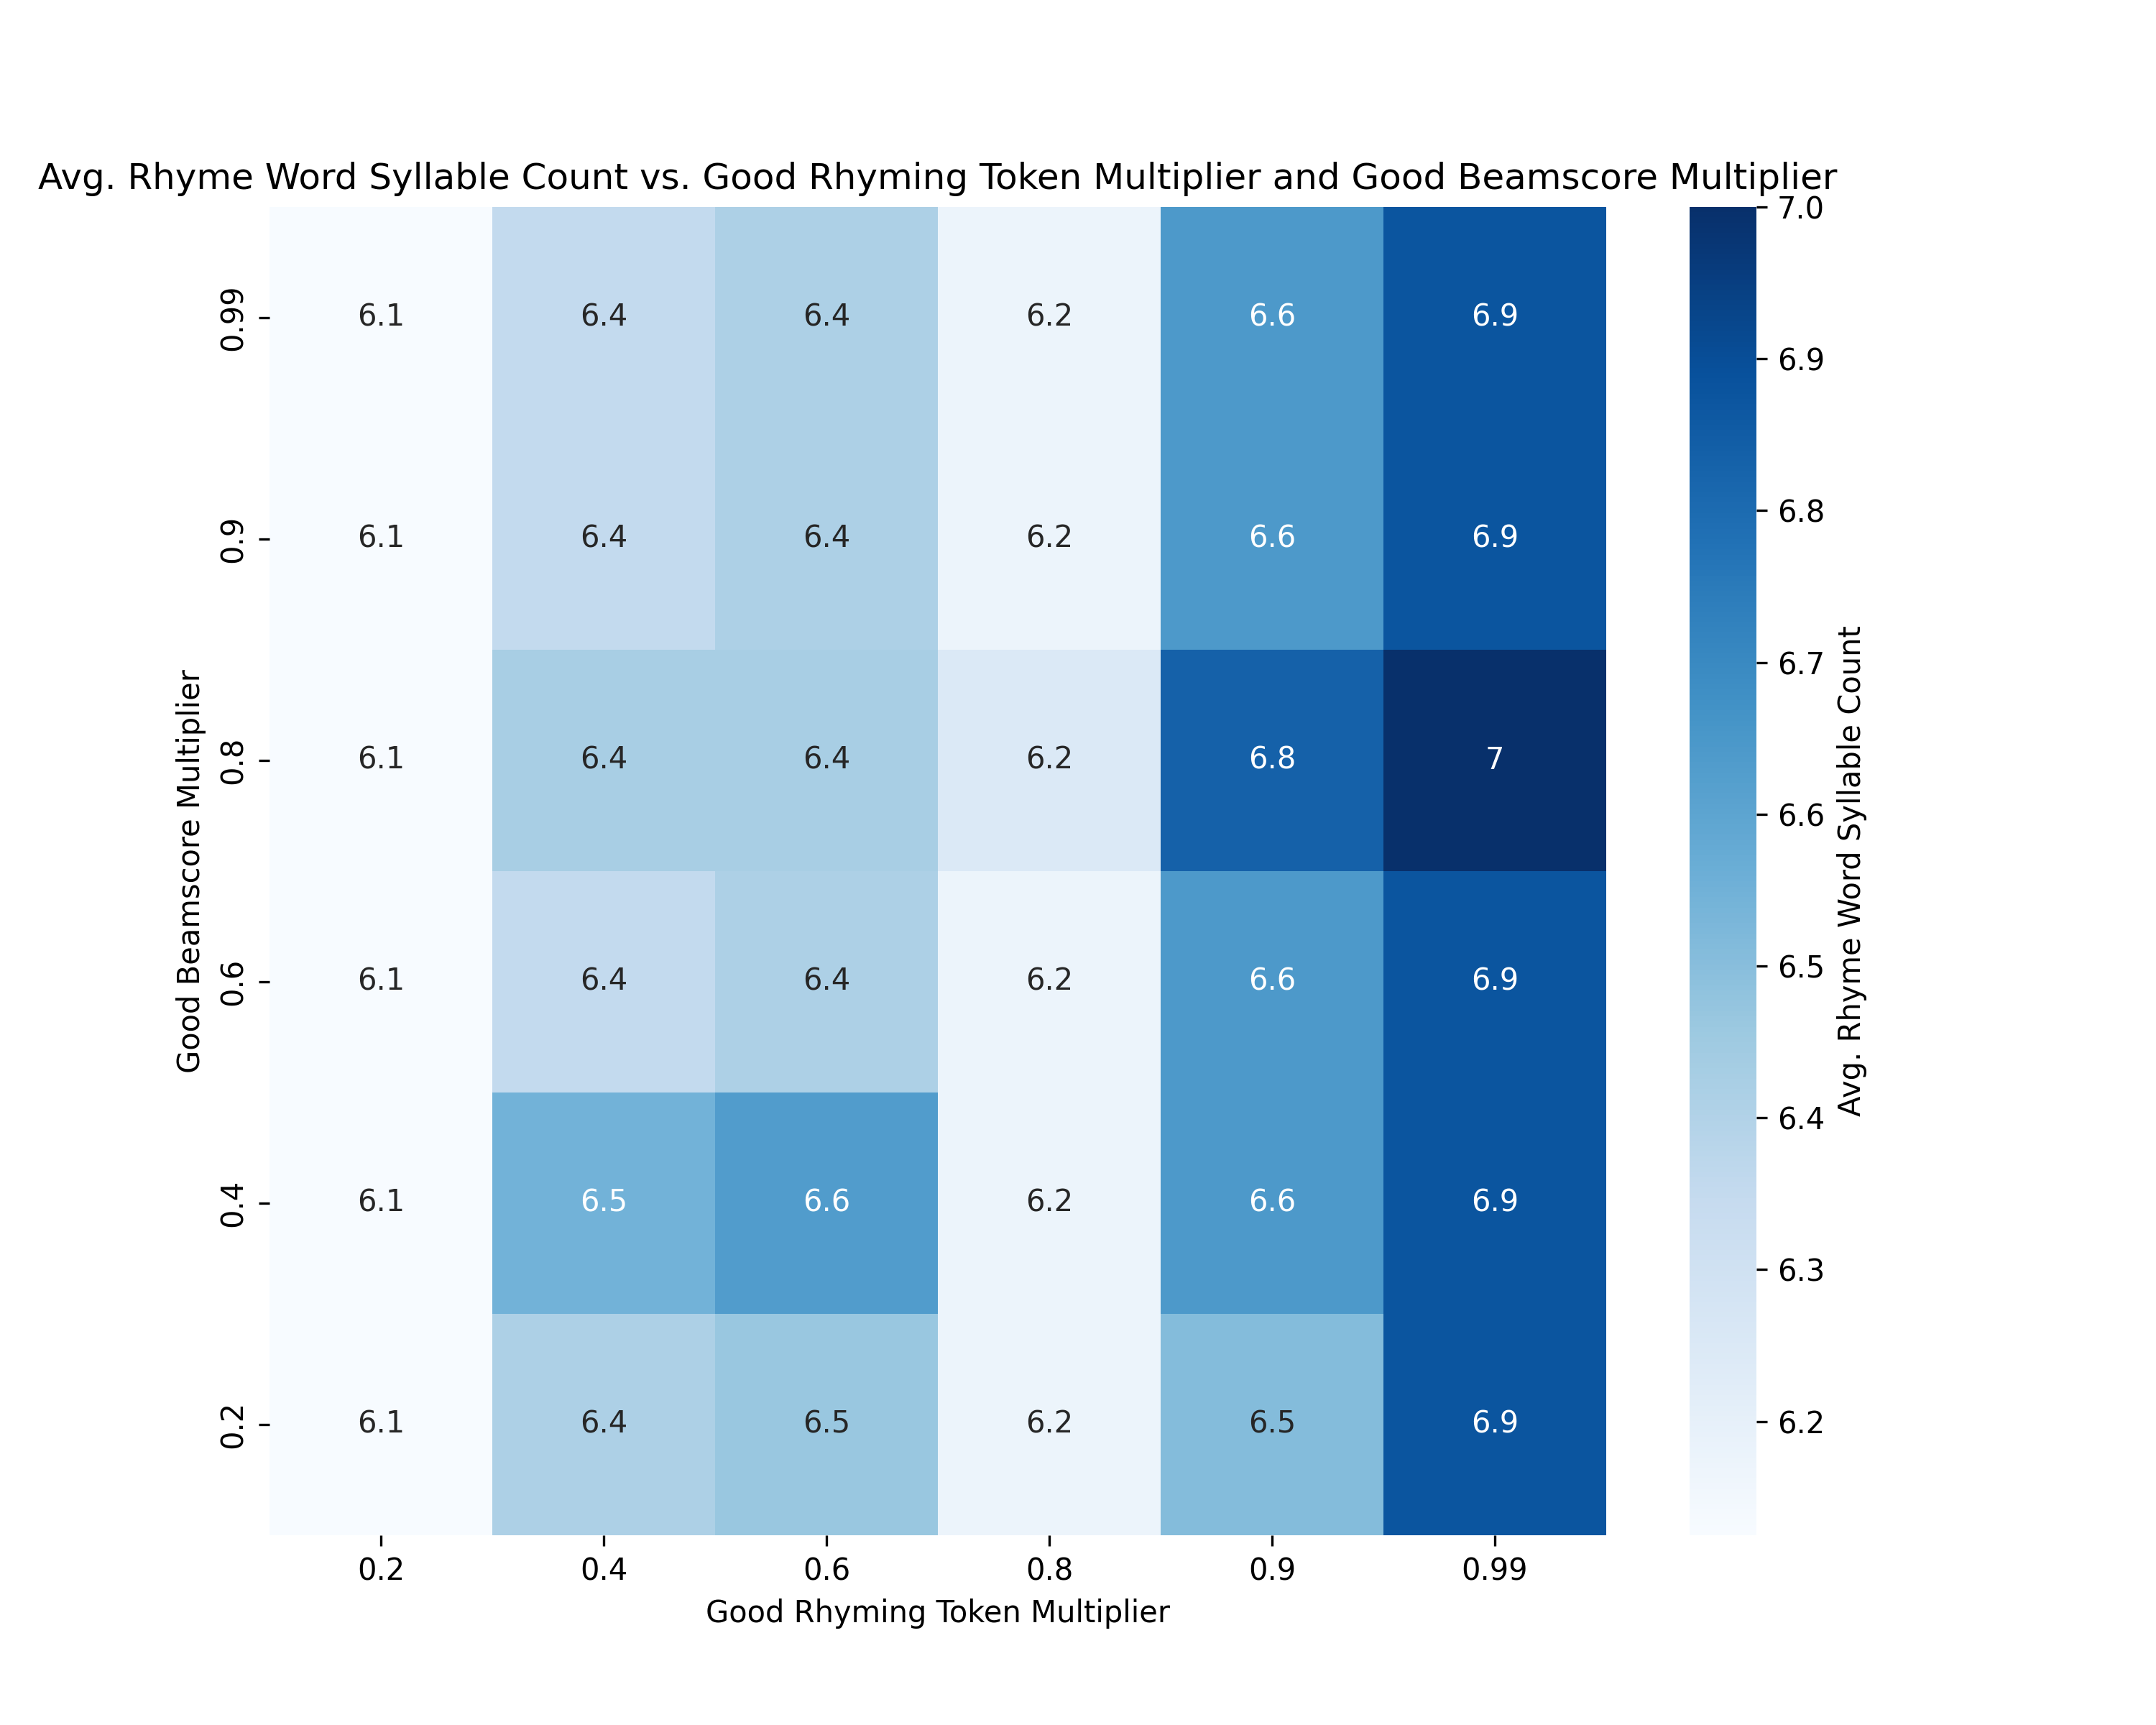 Avg. Rhyme Word Syllable Count vs. Good Rhyming Token Multiplier and Good Beamscore Multiplier
Good Beamscore Multiplier
0.99 6.1 6.4 6.4 6.2 6.6 6.9
0.9 6.1 6.4 6.4 6.2 6.6 6.9
0.8 6.1 6.4 6.4 6.2 6.8 7
0.6 6.1 6.4 6.4 6.2 6.6 6.9
0.4 6.1 6.5 6.6 6.2 6.6 6.9
0.2 6.1 6.4 6.5 6.2 6.5 6.9
0.2 0.4 0.6 0.8 0.9 0.99
Good Rhyming Token Multiplier
7.0
6.9
6.8
6.7
6.6
6.5
6.4
6.3
6.2
Avg. Rhyme Word Syllable Count